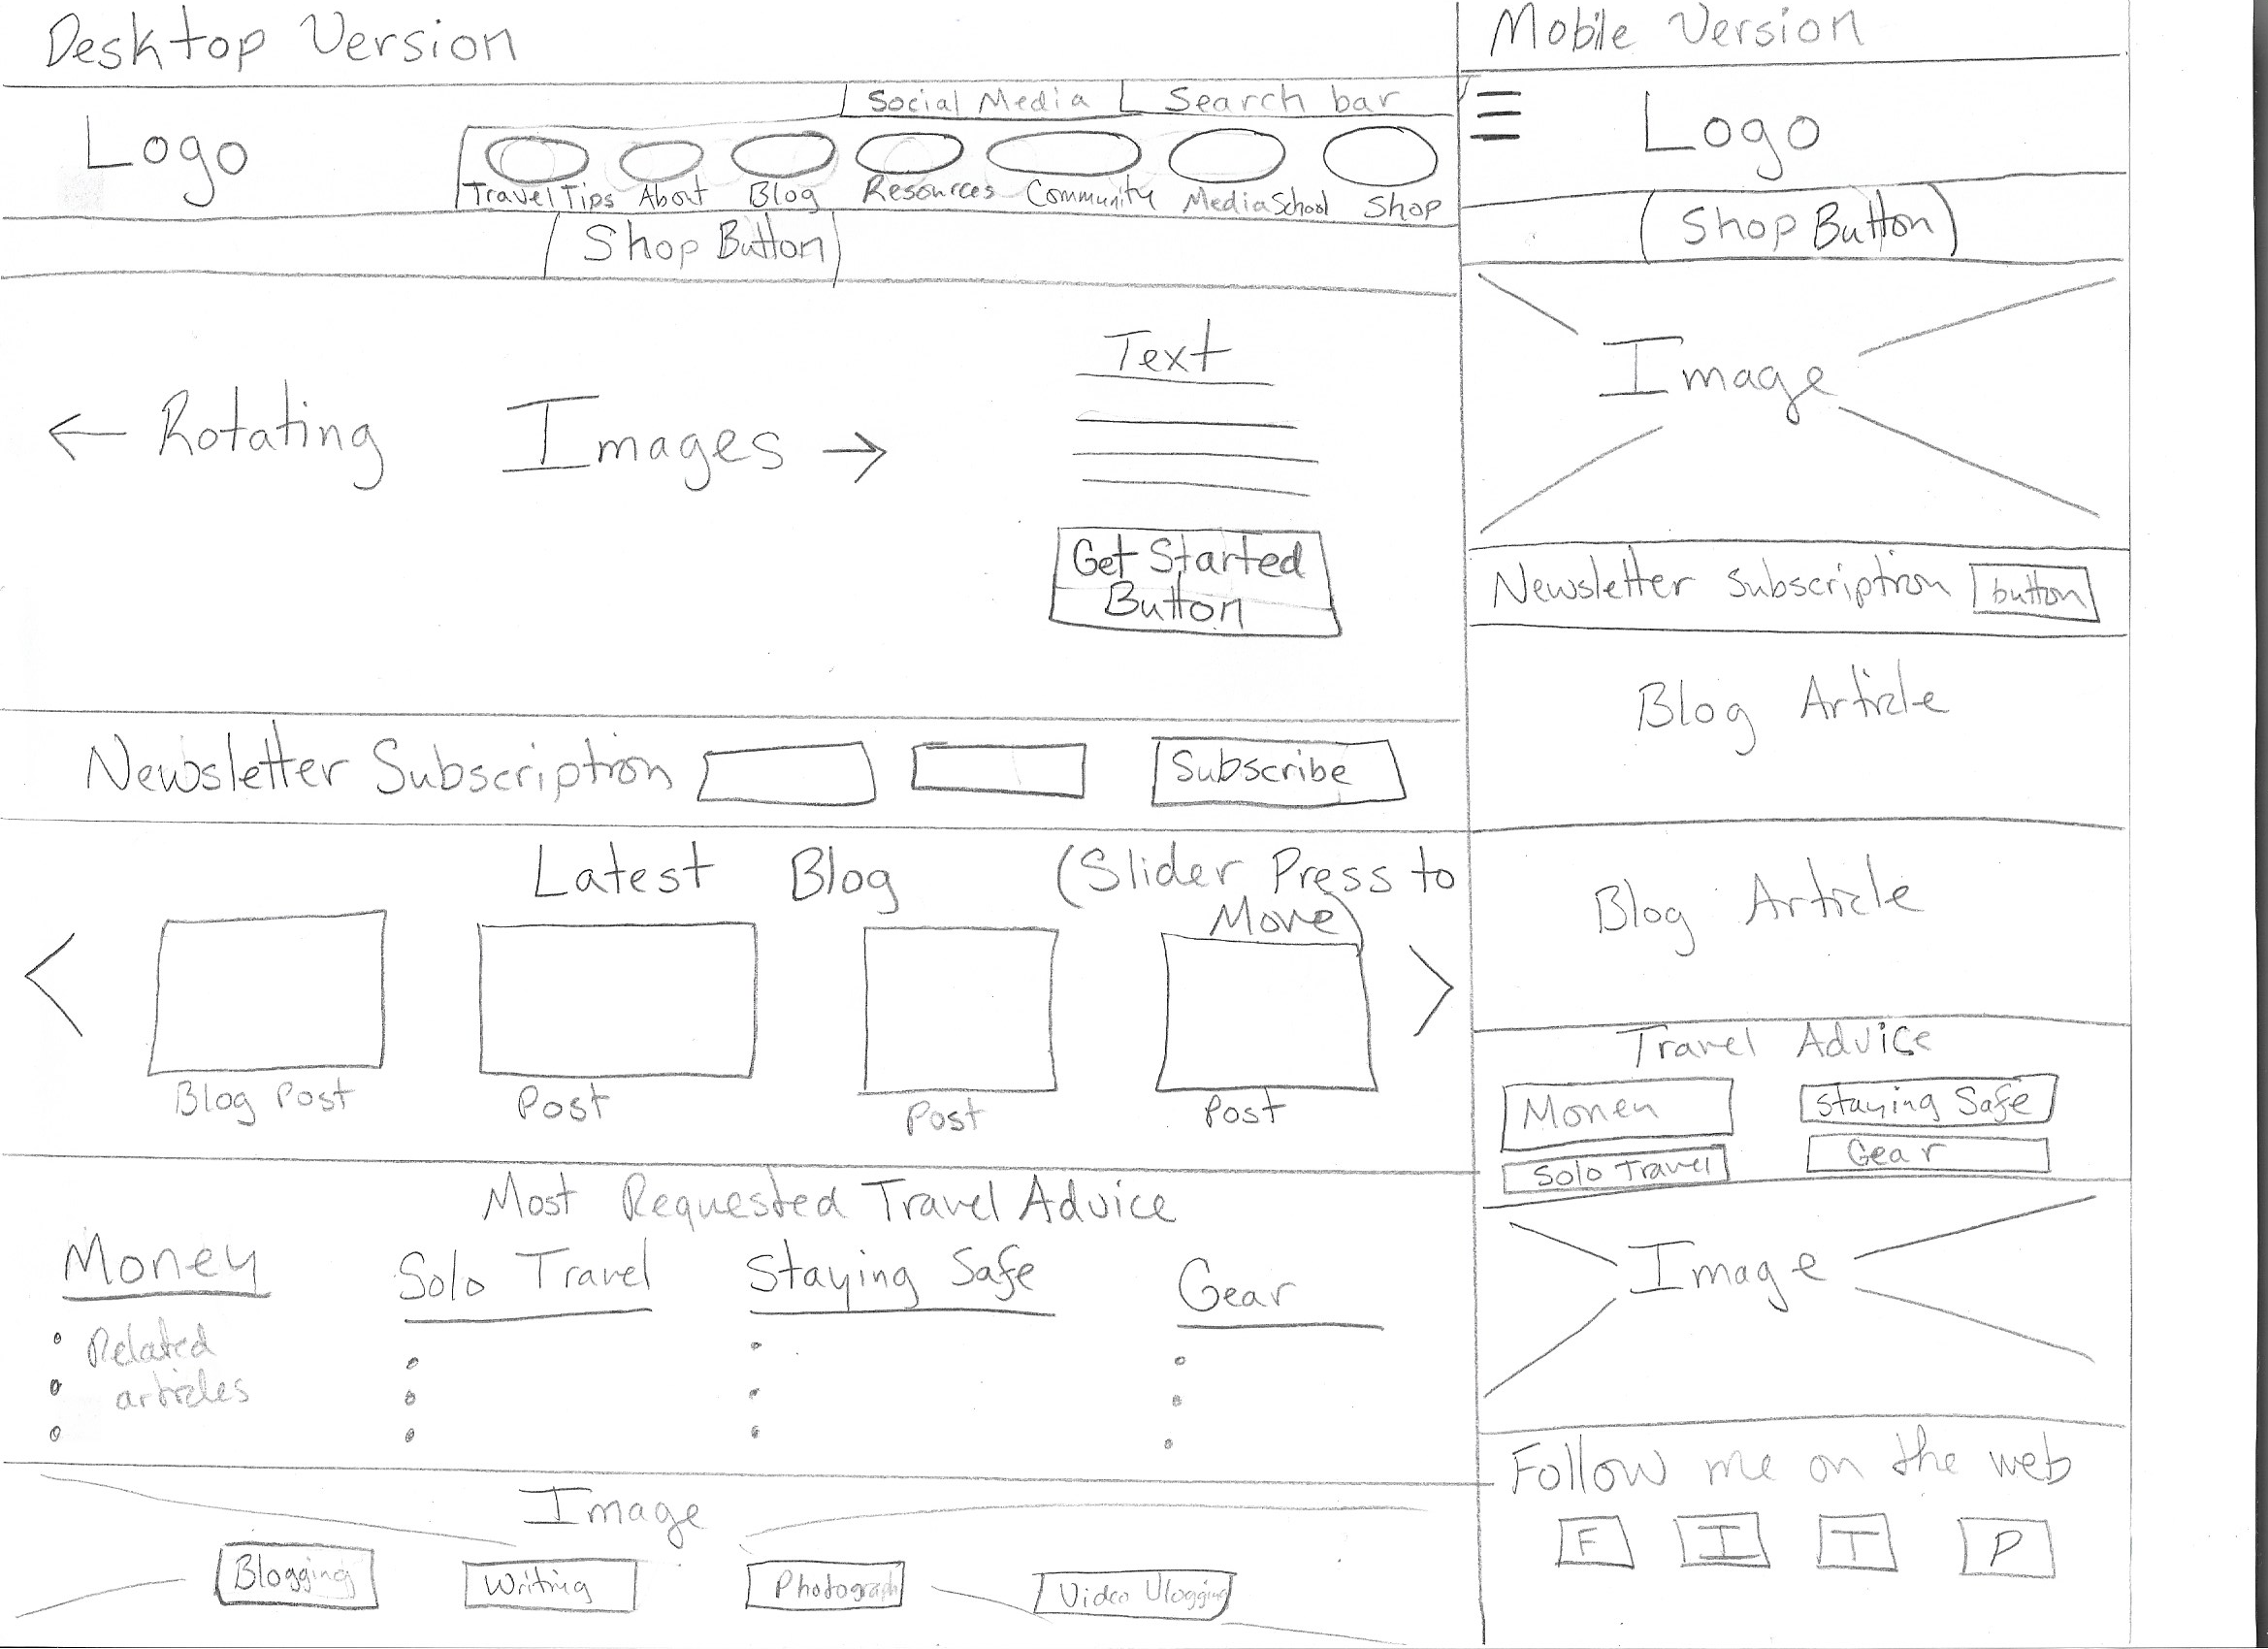 Desktop Version
Social Media
Search bar
Logo
Travel Tips
About
Blog
Resources
Community
Media School
Shop
Shop Button
Text
← Rotating Images →
Get Started
Button
Newsletter Subscription
Subscribe
Latest Blog
(Slider Press to
Move)
Blog Post
Post
Post
Post
Most Requested Travel Advice
Money
Solo Travel
Staying Safe
Gear
Related
articles
Image
Blogging
Writing
Photograph
Video Vlogging
Mobile Version
Logo
Shop Button
Image
Newsletter Subscription
button
Blog Article
Blog Article
Travel Advice
Money
Staying Safe
Solo Travel
Gear
Image
Follow me on the web
F
I
T
P